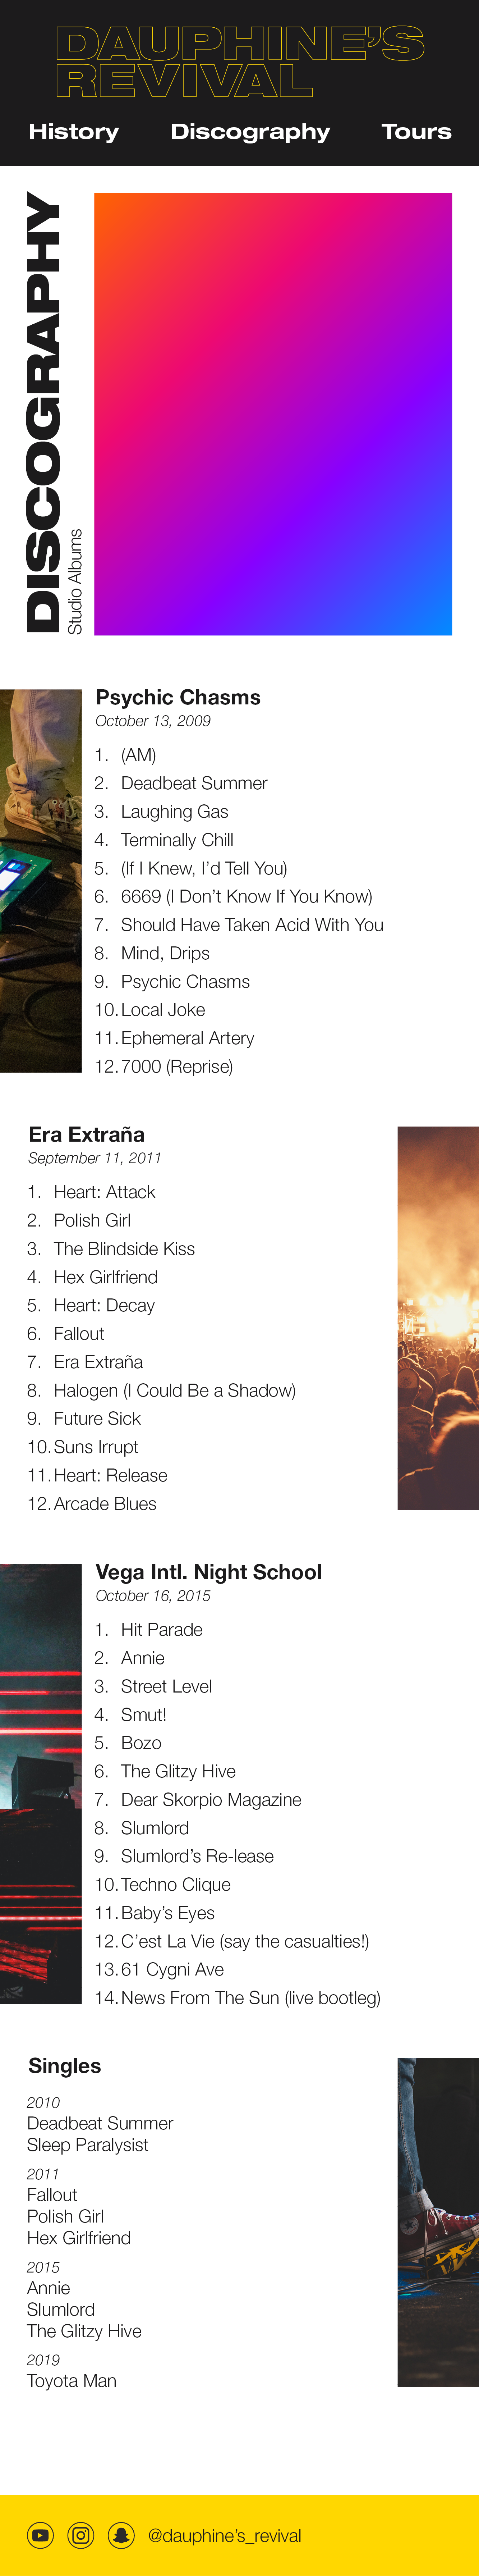 DAUPHINE’S
REVIVAL
History Discography Tours
DISCOGRAPHY
Studio Albums
Psychic Chasms
October 13, 2009
1. (AM)
2. Deadbeat Summer
3. Laughing Gas
4. Terminally Chill
5. (If I Knew, I’d Tell You)
6. 6669 (I Don’t Know If You Know)
7. Should Have Taken Acid With You
8. Mind, Drips
9. Psychic Chasms
10. Local Joke
11. Ephemeral Artery
12. 7000 (Reprise)
Era Extraña
September 11, 2011
1. Heart: Attack
2. Polish Girl
3. The Blindside Kiss
4. Hex Girlfriend
5. Heart: Decay
6. Fallout
7. Era Extraña
8. Halogen (I Could Be a Shadow)
9. Future Sick
10. Suns Irrupt
11. Heart: Release
12. Arcade Blues
Vega Intl. Night School
October 16, 2015
1. Hit Parade
2. Annie
3. Street Level
4. Smut!
5. Bozo
6. The Glitzy Hive
7. Dear Skorpio Magazine
8. Slumlord
9. Slumlord’s Re-lease
10. Techno Clique
11. Baby’s Eyes
12. C’est La Vie (say the casualties!)
13. 61 Cygni Ave
14. News From The Sun (live bootleg)
Singles
2010
Deadbeat Summer
Sleep Paralysist
2011
Fallout
Polish Girl
Hex Girlfriend
2015
Annie
Slumlord
The Glitzy Hive
2019
Toyota Man
@dauphine’s_revival